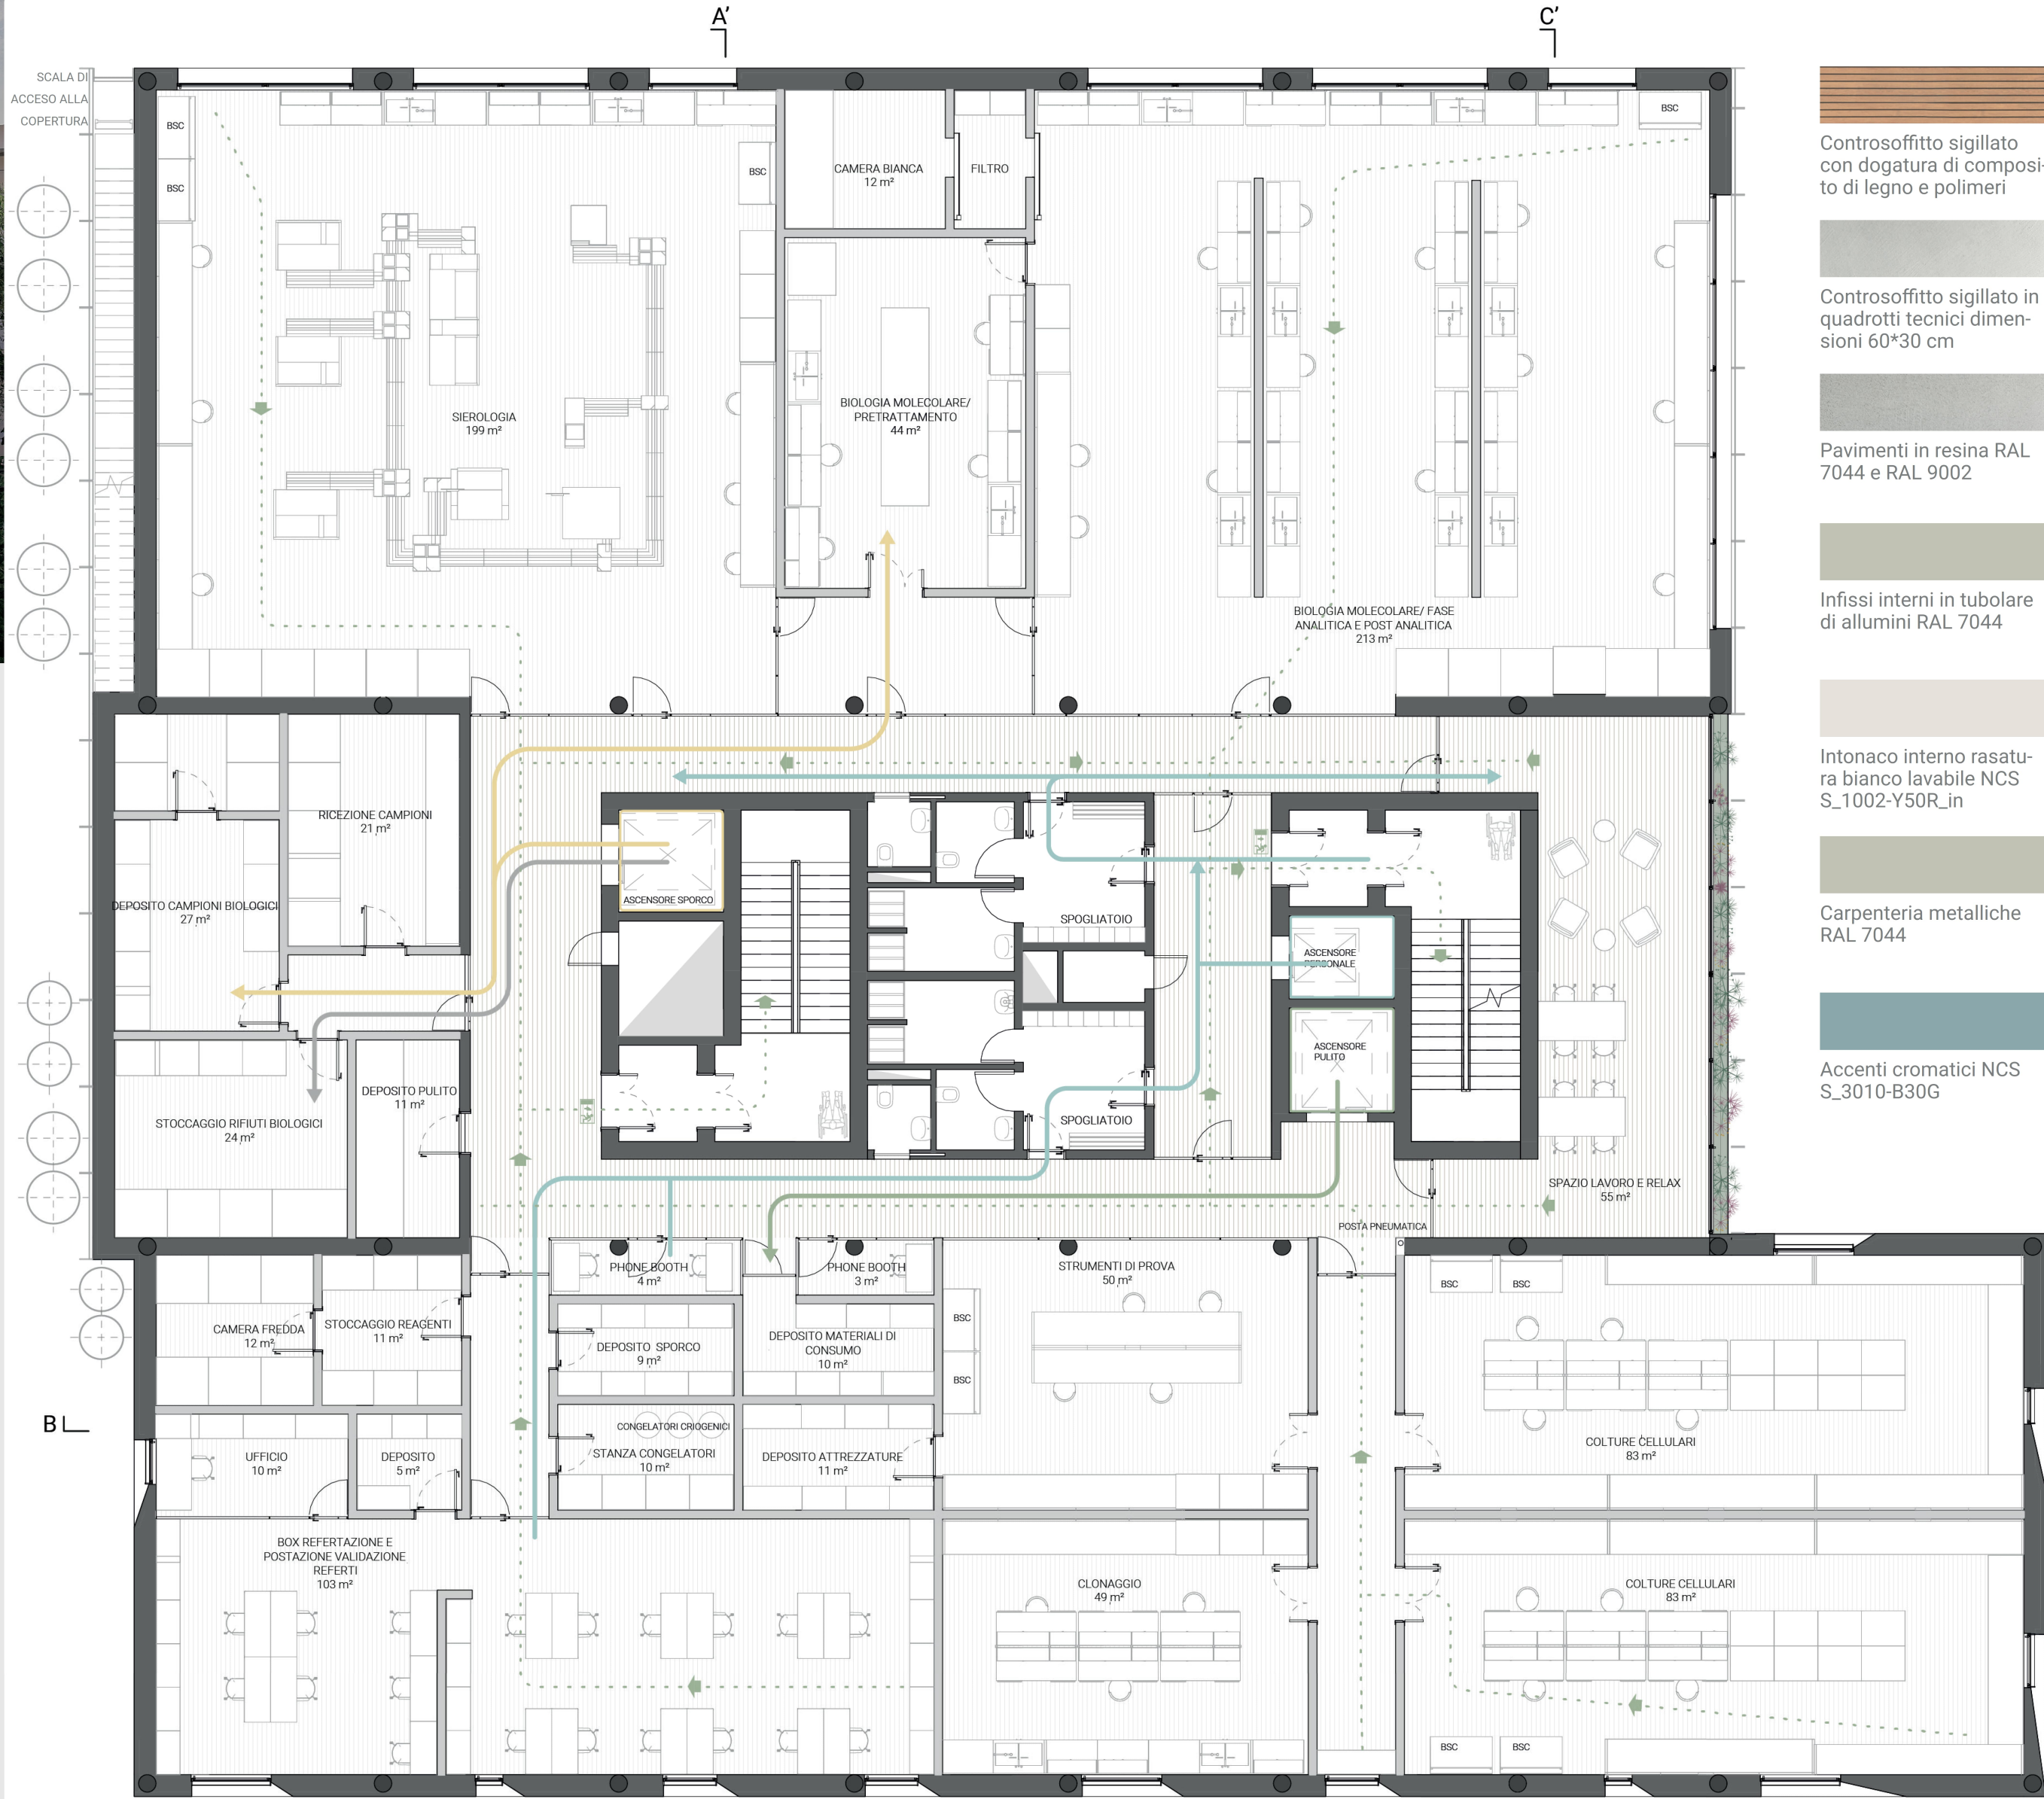 A'
C'
SCALA DI
ACCESO ALLA
COPERTURA
BSC
BSC
BSC
CAMERA BIANCA
12 m²
FILTRO
BSC
SIEROLOGIA
199 m²
BIOLOGIA MOLECOLARE/
PRETRATTAMENTO
44 m²
BIOLOGIA MOLECOLARE/ FASE
ANALITICA E POST ANALITICA
213 m²
RICEZIONE CAMPIONI
21 m²
DEPOSITO CAMPIONI BIOLOGICI
27 m²
ASCENSORE SPORCO
SPOGLIATOIO
ASCENSORE
PERSONALE
ASCENSORE
PULITO
DEPOSITO PULITO
11 m²
STOCCAGGIO RIFIUTI BIOLOGICI
24 m²
SPOGLIATOIO
SPAZIO LAVORO E RELAX
55 m²
POSTA PNEUMATICA
PHONE BOOTH
4 m²
PHONE BOOTH
3 m²
STRUMENTI DI PROVA
50 m²
BSC
BSC
BSC
BSC
CAMERA FREDDA
12 m²
STOCCAGGIO REAGENTI
11 m²
DEPOSITO SPORCO
9 m²
DEPOSITO MATERIALI DI
CONSUMO
10 m²
B
CONGELATORI CRIOGENICI
STANZA CONGELATORI
10 m²
DEPOSITO ATTREZZATURE
11 m²
UFFICIO
10 m²
DEPOSITO
5 m²
COLTURE CELLULARI
83 m²
BOX REFERTAZIONE E
POSTAZIONE VALIDAZIONE
REFERTI
103 m²
CLONAGGIO
49 m²
COLTURE CELLULARI
83 m²
BSC
BSC
Controsoffitto sigillato
con dogatura di composi-
to di legno e polimeri
Controsoffitto sigillato in
quadrotti tecnici dimen-
sioni 60*30 cm
Pavimenti in resina RAL
7044 e RAL 9002
Infissi interni in tubolare
di allumini RAL 7044
Intonaco interno rasatu-
ra bianco lavabile NCS
S_1002-Y50R_in
Carpenteria metalliche
RAL 7044
Accenti cromatici NCS
S_3010-B30G